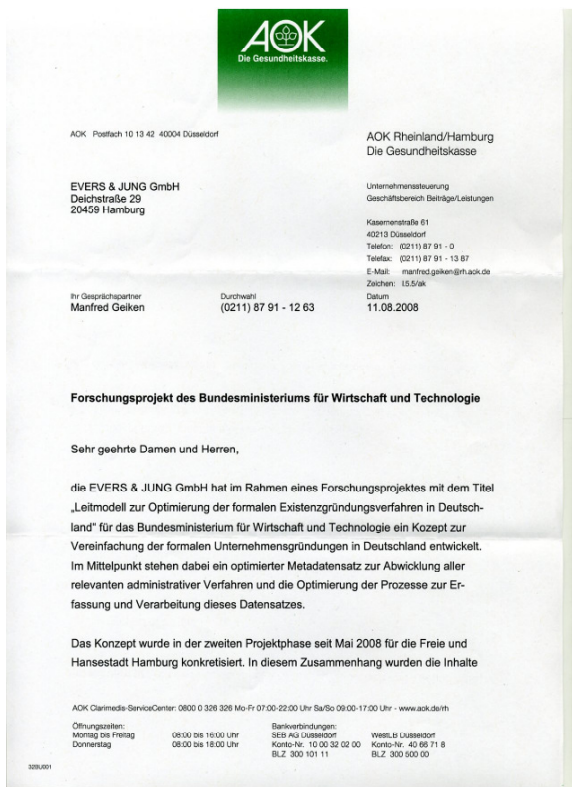 AOK
Die Gesundheitskasse.
AOK Postfach 10 13 42 40004 Düsseldorf
AOK Rheinland/Hamburg
Die Gesundheitskasse
EVERS & JUNG GmbH
Deichstraße 29
20459 Hamburg
Unternehmenssteuerung
Geschäftsbereich Beiträge/Leistungen
Kasernenstraße 61
40213 Düsseldorf
Telefon: (0211) 87 91 - 0
Telefax: (0211) 87 91 - 13 87
E-Mail: manfred.geiken@rh.aok.de
Zeichen: I.5.5/ak
Ihr Gesprächspartner Durchwahl Datum
Manfred Geiken (0211) 87 91 - 12 63 11.08.2008
Forschungsprojekt des Bundesministeriums für Wirtschaft und Technologie
Sehr geehrte Damen und Herren,
die EVERS & JUNG GmbH hat im Rahmen eines Forschungsprojektes mit dem Titel
„Leitmodell zur Optimierung der formalen Existenzgründungsverfahren in Deutsch-
land" für das Bundesministerium für Wirtschaft und Technologie ein Kozept zur
Vereinfachung der formalen Unternehmensgründungen in Deutschland entwickelt.
Im Mittelpunkt stehen dabei ein optimierter Metadatensatz zur Abwicklung aller
relevanten administrativer Verfahren und die Optimierung der Prozesse zur Er-
fassung und Verarbeitung dieses Datensatzes.
Das Konzept wurde in der zweiten Projektphase seit Mai 2008 für die Freie und
Hansestadt Hamburg konkretisiert. In diesem Zusammenhang wurden die Inhalte
AOK Clarimedis-ServiceCenter: 0800 0 326 326 Mo-Fr 07:00-22:00 Uhr Sa/So 09:00-17:00 Uhr - www.aok.de/rh
Öffnungszeiten: Bankverbindungen:
Montag bis Freitag 08:00 bis 16:00 Uhr SEB AG Düsseldorf WestLB Düsseldorf
Donnerstag 08:00 bis 18:00 Uhr Konto-Nr. 10 00 32 02 00 Konto-Nr. 40 66 71 8
BLZ 300 101 11 BLZ 300 500 00
328U001